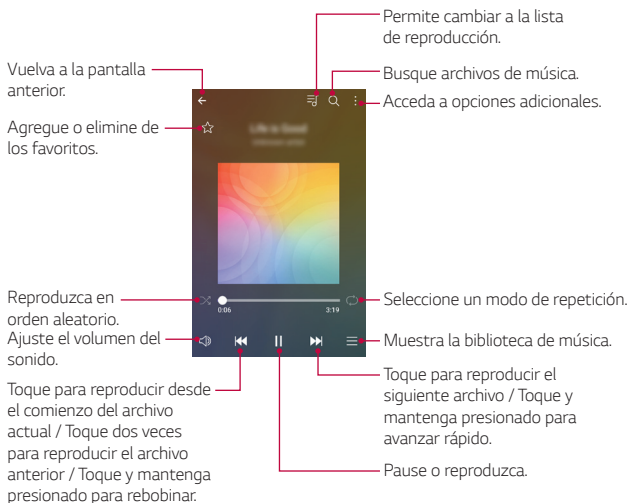 Permite cambiar a la lista
de reproducción.
Vuelva a la pantalla
anterior.
Busque archivos de música.
Acceda a opciones adicionales.
Agregue o elimine de
los favoritos.
Life is Good
0:06
3:19
Reproduzca en
orden aleatorio.
Seleccione un modo de repetición.
Ajuste el volumen del
sonido.
Muestra la biblioteca de música.
Toque para reproducir desde
el comienzo del archivo
actual / Toque dos veces
para reproducir el archivo
anterior / Toque y mantenga
presionado para rebobinar.
Toque para reproducir el
siguiente archivo / Toque y
mantenga presionado para
avanzar rápido.
Pause o reproduzca.